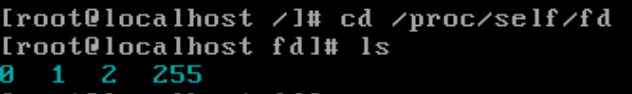 [root@localhost /]# cd /proc/self/fd
[root@localhost fd]# ls
0  1  2  255